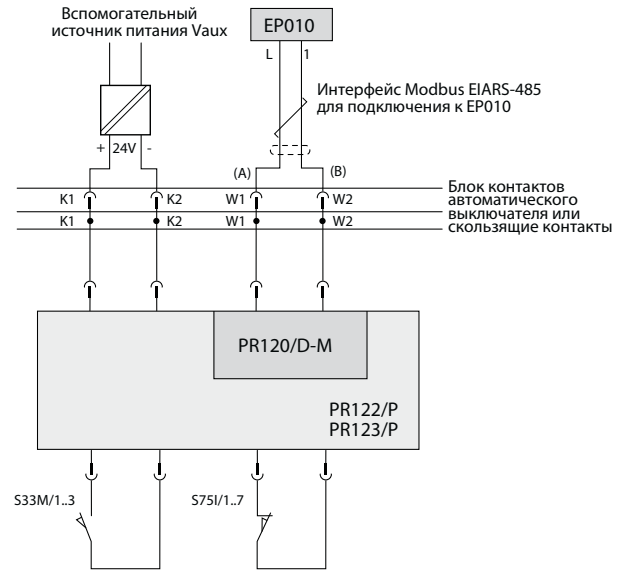 Вспомогательный
источник питания Vaux
EP010
L 1
Интерфейс Modbus EIARS-485
для подключения к EP010
+ 24V -
(A) (B)
K1 K2 W1 W2
Блок контактов
автоматического
выключателя или
скользящие контакты
K1 K2 W1 W2
PR120/D-M
PR122/P
PR123/P
S33M/1..3 S75I/1..7